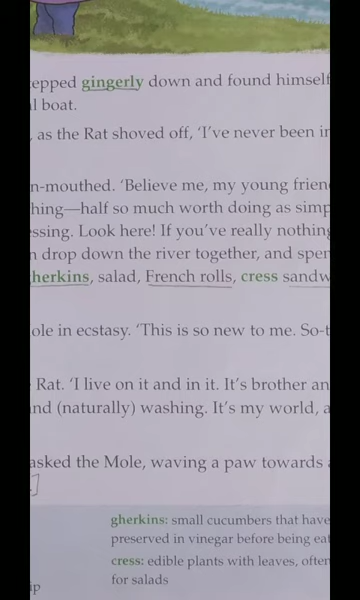 epped gingerly down and found himself
l boat.
, as the Rat shoved off, ‘I’ve never been in
n-mouthed. ‘Believe me, my young frien
hing—half so much worth doing as simp
ssing. Look here! If you’ve really nothing
n drop down the river together, and spen
herkins, salad, French rolls, cress sandw
ole in ecstasy. ‘This is so new to me. So-t
Rat. ‘I live on it and in it. It’s brother an
nd (naturally) washing. It’s my world, a
asked the Mole, waving a paw towards a
gherkins: small cucumbers that have
preserved in vinegar before being eat
cress: edible plants with leaves, often
for salads
ip